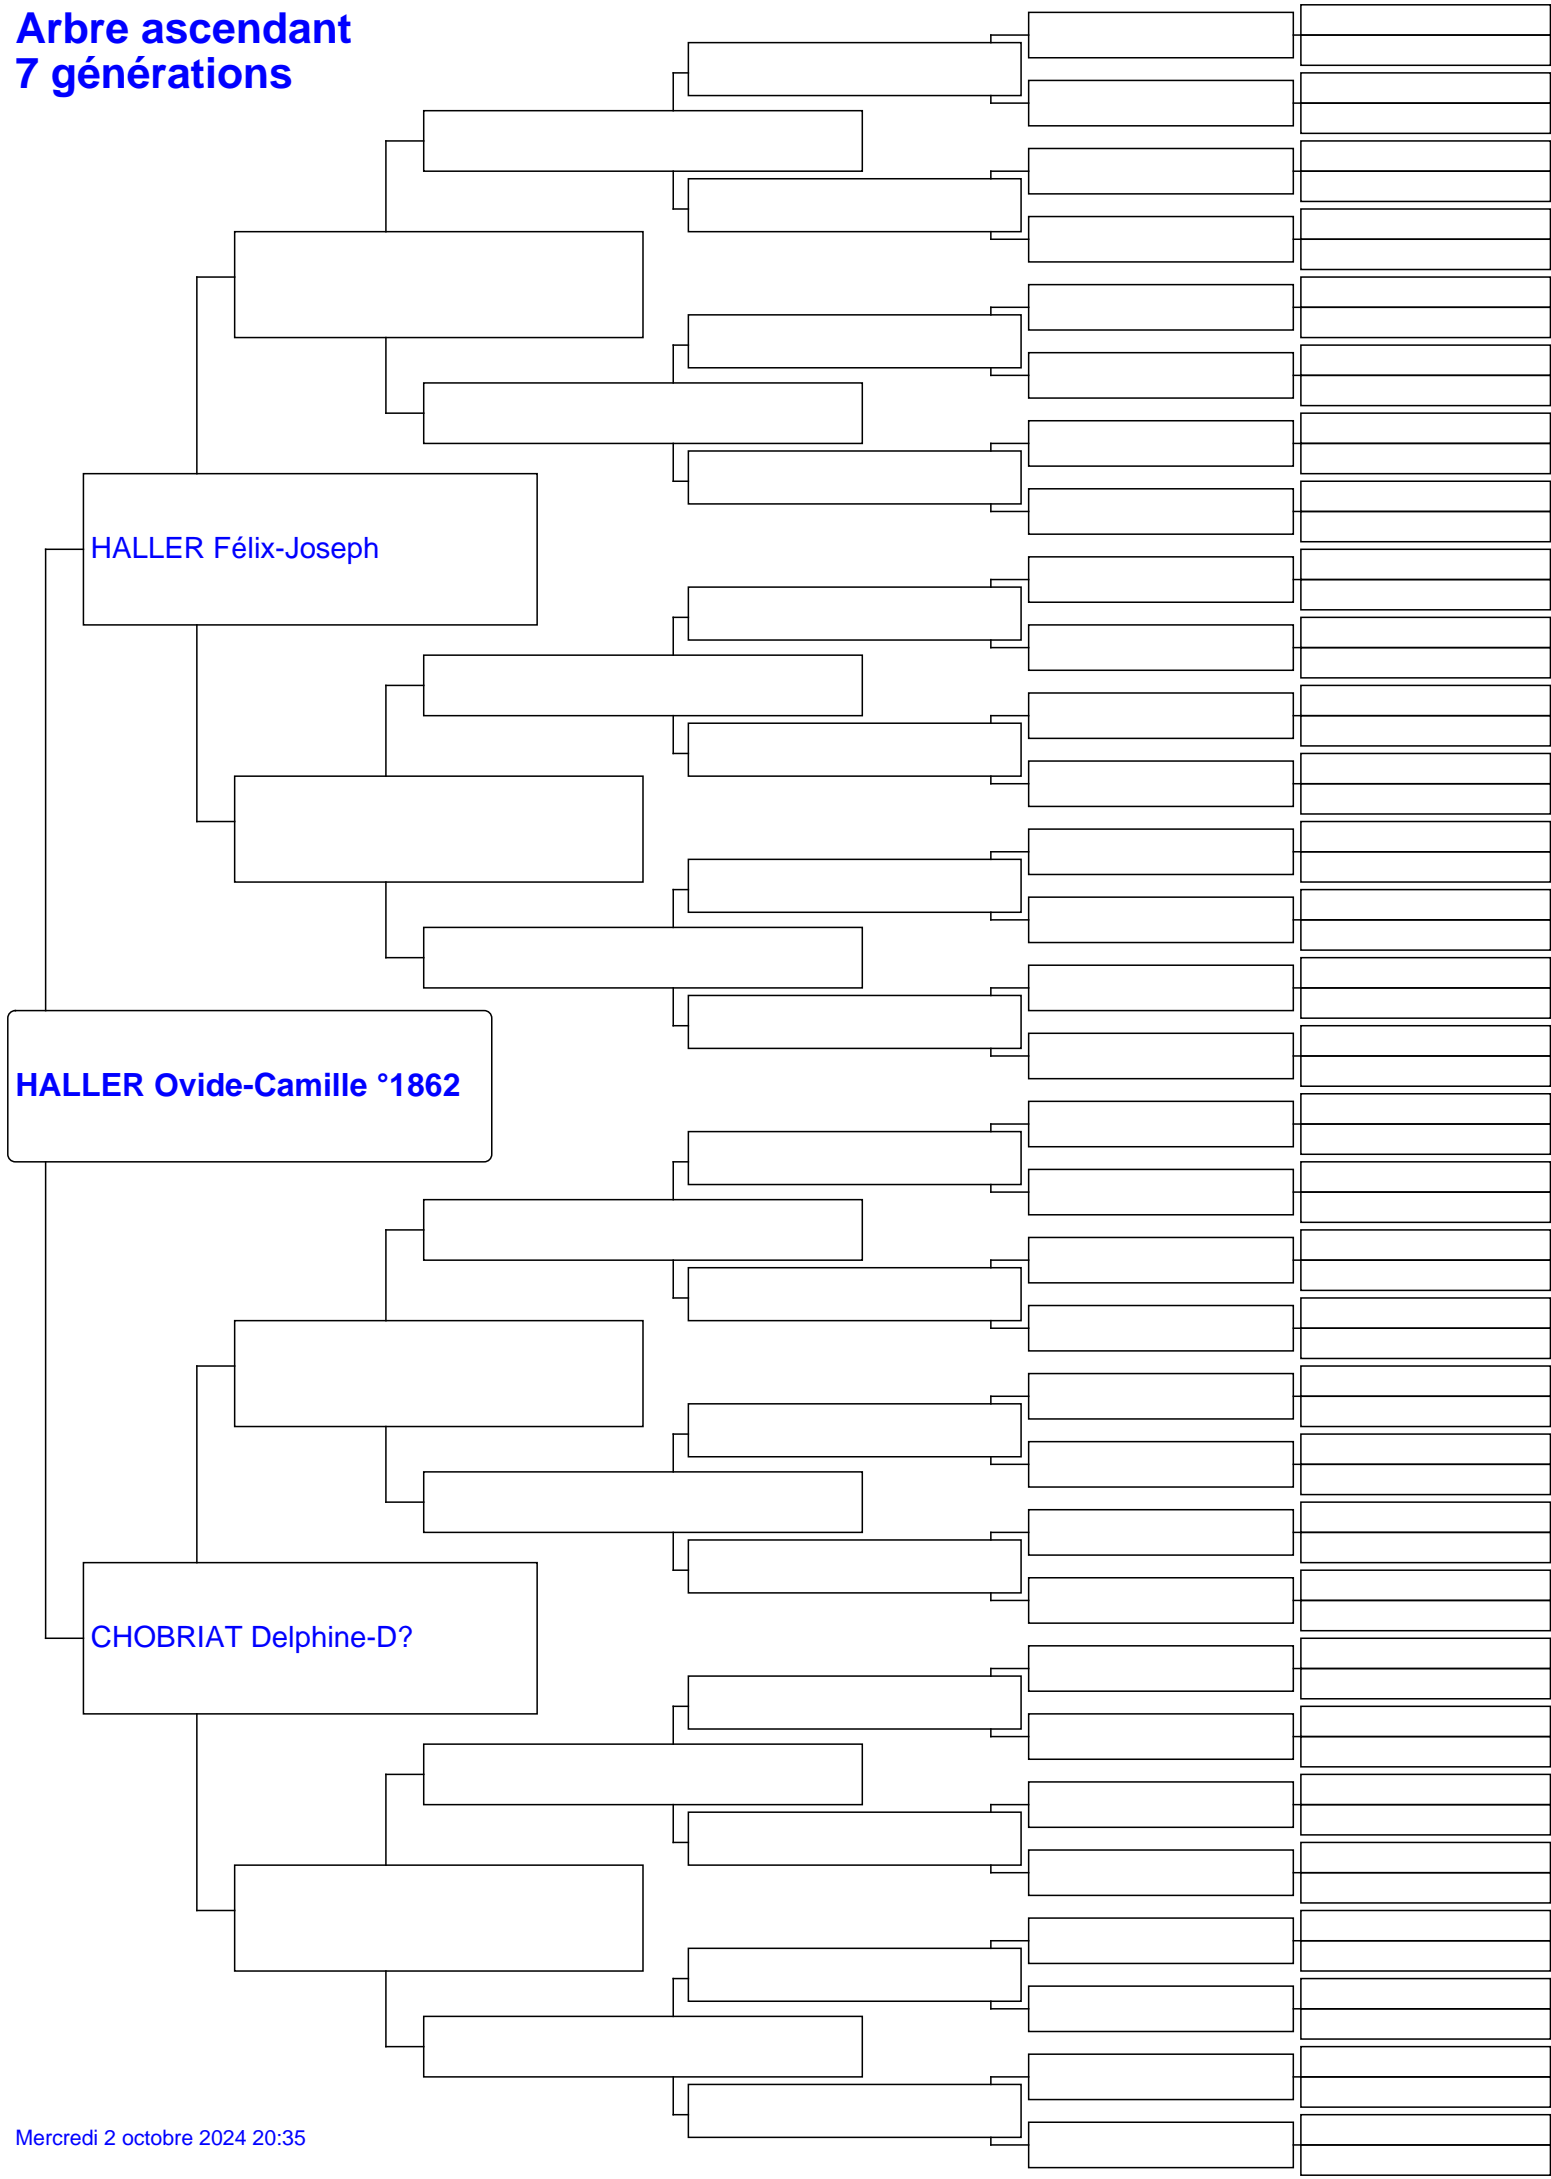 Arbre ascendant
7 générations
HALLER Félix-Joseph
HALLER Ovide-Camille °1862
CHOBRIAT Delphine-D?
Mercredi 2 octobre 2024 20:35